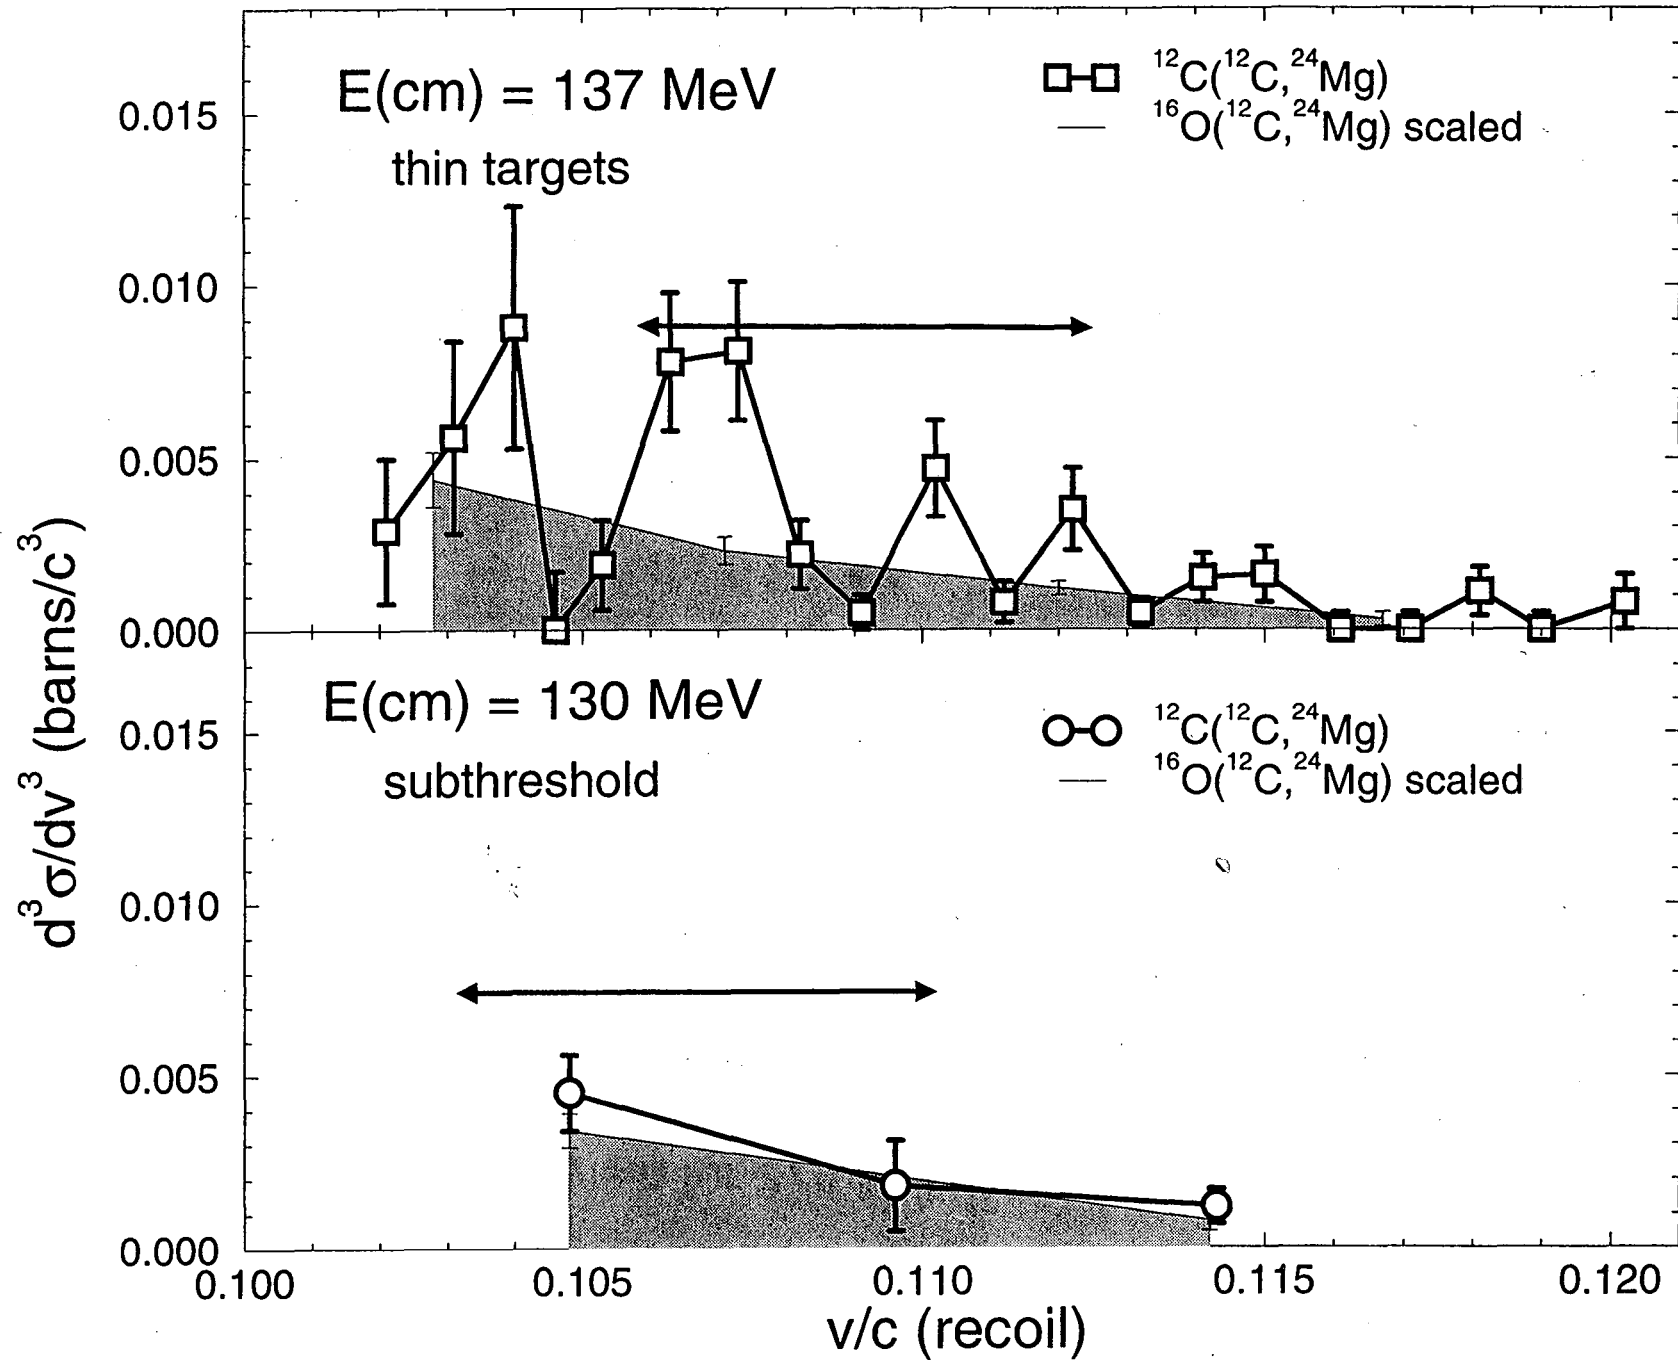 E(cm) = 137 MeV
thin targets
¹²C(¹²C,²⁴Mg)
¹⁶O(¹²C,²⁴Mg) scaled
0.015
0.010
0.005
0.000
E(cm) = 130 MeV
subthreshold
¹²C(¹²C,²⁴Mg)
¹⁶O(¹²C,²⁴Mg) scaled
0.015
0.010
0.005
0.000
d³σ/dv³ (barns/c³)
0.100 0.105 0.110 0.115 0.120
v/c (recoil)